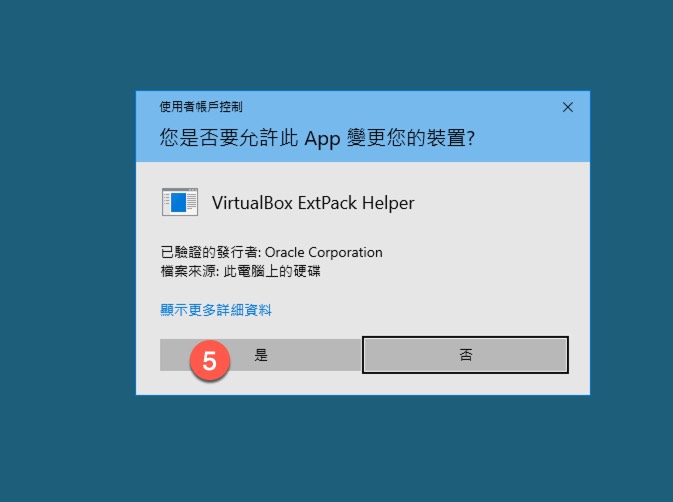 使用者帳戶控制
您是否要允許此 App 變更您的裝置?
VirtualBox ExtPack Helper
已驗證的發行者: Oracle Corporation
檔案來源: 此電腦上的硬碟
顯示更多詳細資料
5 是 否